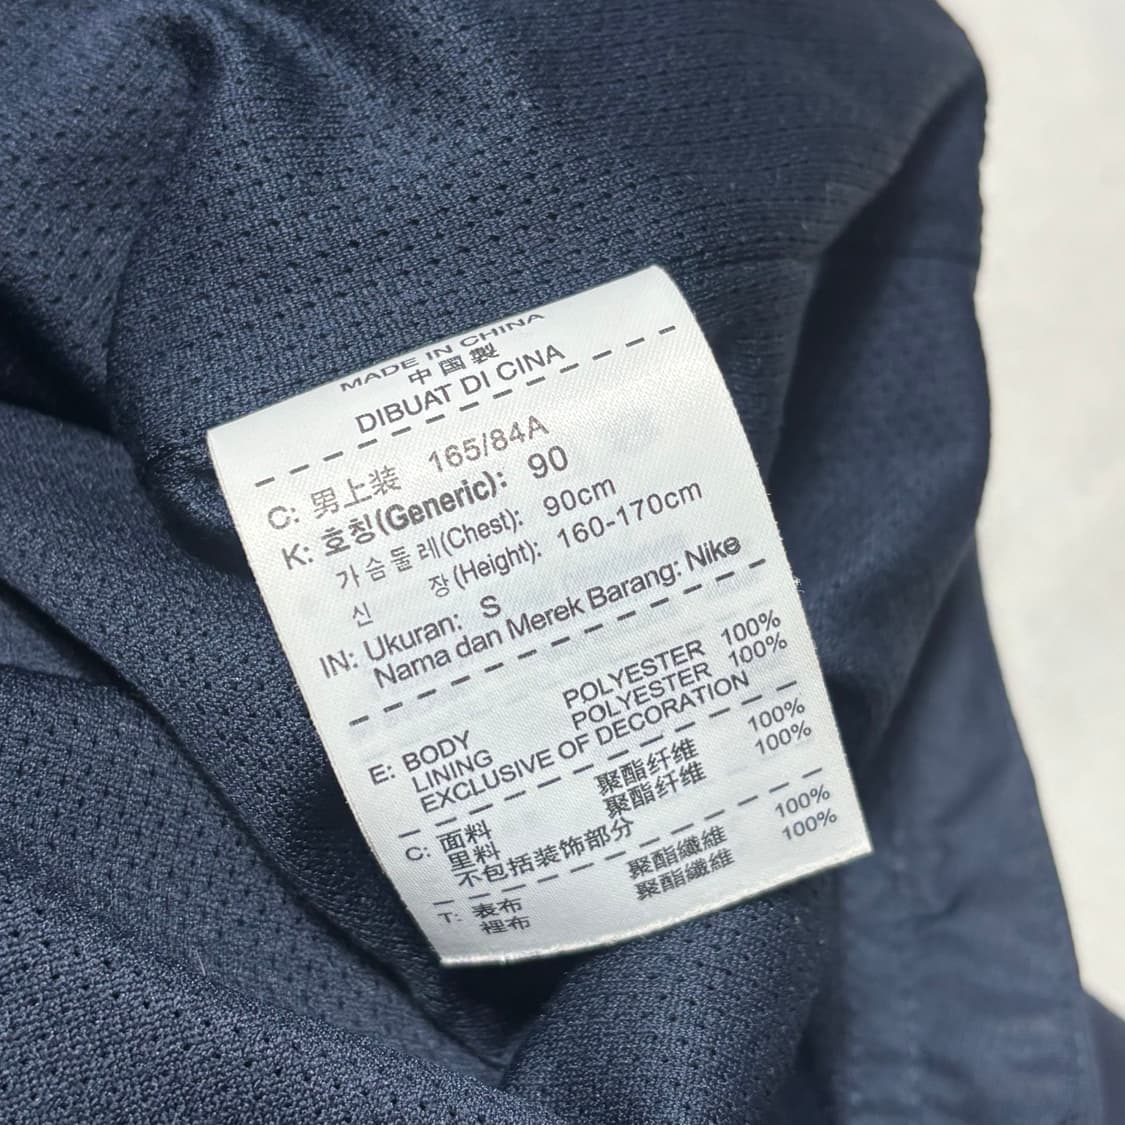 MADE IN CHINA
中国製
DIBUAT DI CINA
C: 男上装 165/84A
K: 호칭(Generic): 90
가슴둘레(Chest): 90cm
신 장(Height): 160-170cm
IN: Ukuran: S
Nama dan Merek Barang: Nike
E: BODY POLYESTER 100%
LINING POLYESTER 100%
EXCLUSIVE OF DECORATION
C: 面料 聚酯纤维 100%
里料 聚酯纤维 100%
不包括装饰部分
T: 表布 聚酯纖維 100%
裡布 聚酯纖維 100%